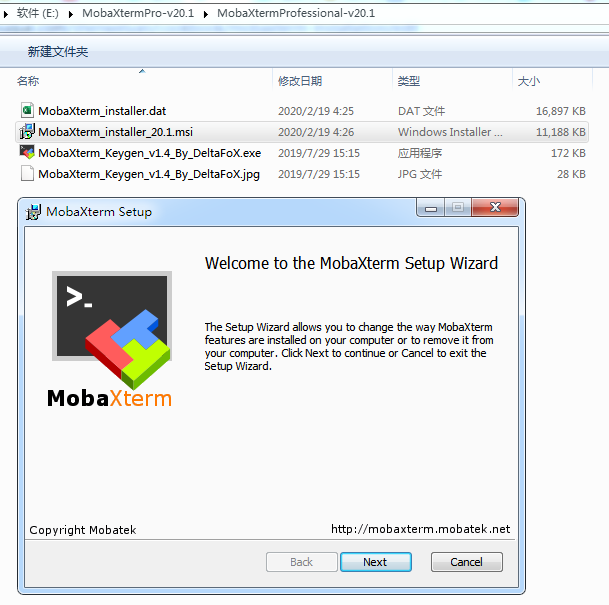 软件 (E:) MobaXtermPro-v20.1 MobaXtermProfessional-v20.1
新建文件夹
名称 修改日期 类型 大小
MobaXterm_installer.dat 2020/2/19 4:25 DAT 文件 16,897 KB
MobaXterm_installer_20.1.msi 2020/2/19 4:26 Windows Installer ... 11,188 KB
MobaXterm_Keygen_v1.4_By_DeltaFoX.exe 2019/7/29 15:15 应用程序 172 KB
MobaXterm_Keygen_v1.4_By_DeltaFoX.jpg 2019/7/29 15:15 JPG 文件 28 KB
MobaXterm Setup
Welcome to the MobaXterm Setup Wizard
The Setup Wizard allows you to change the way MobaXterm
features are installed on your computer or to remove it from
your computer. Click Next to continue or Cancel to exit the
Setup Wizard.
>_
MobaXterm
Copyright Mobatek http://mobaxterm.mobatek.net
Back Next Cancel